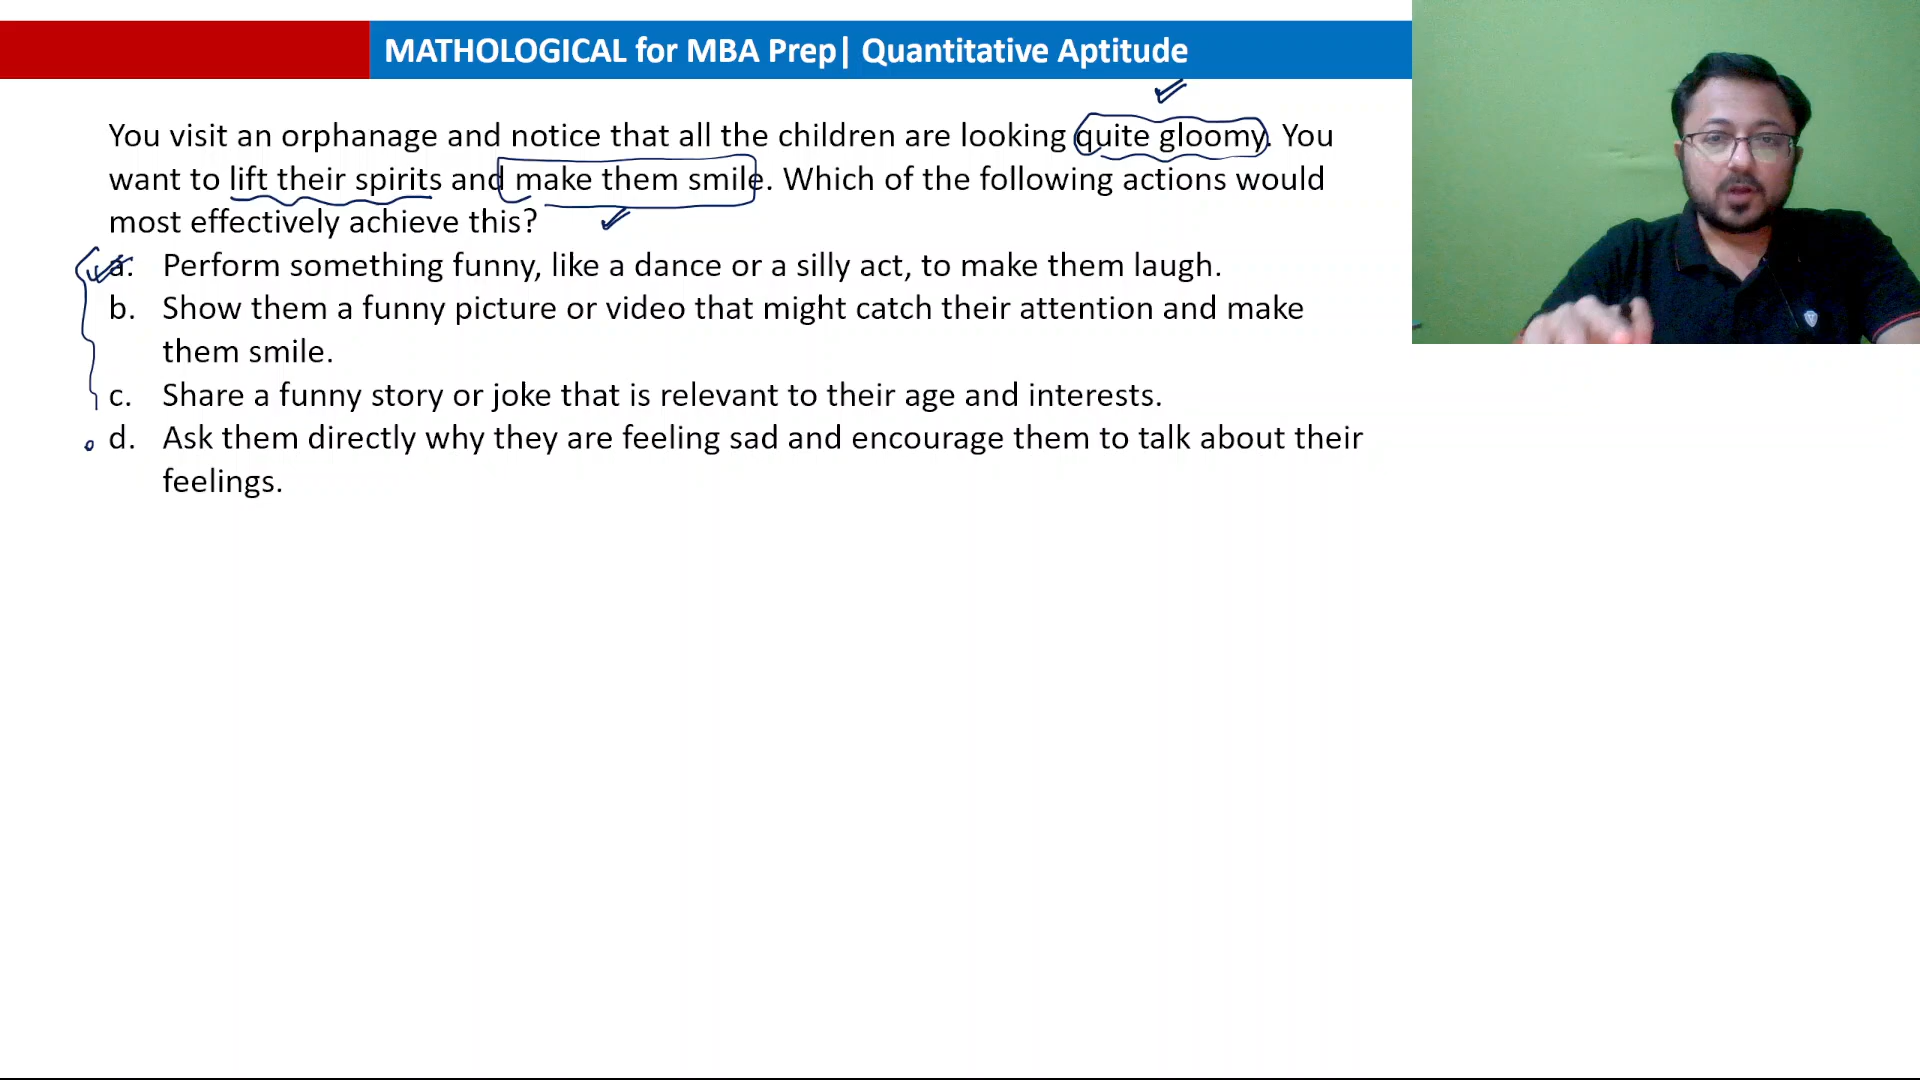 MATHOLOGICAL for MBA Prep| Quantitative Aptitude
You visit an orphanage and notice that all the children are looking quite gloomy. You
want to lift their spirits and make them smile. Which of the following actions would
most effectively achieve this?
a. Perform something funny, like a dance or a silly act, to make them laugh.
b. Show them a funny picture or video that might catch their attention and make
them smile.
c. Share a funny story or joke that is relevant to their age and interests.
d. Ask them directly why they are feeling sad and encourage them to talk about their
feelings.